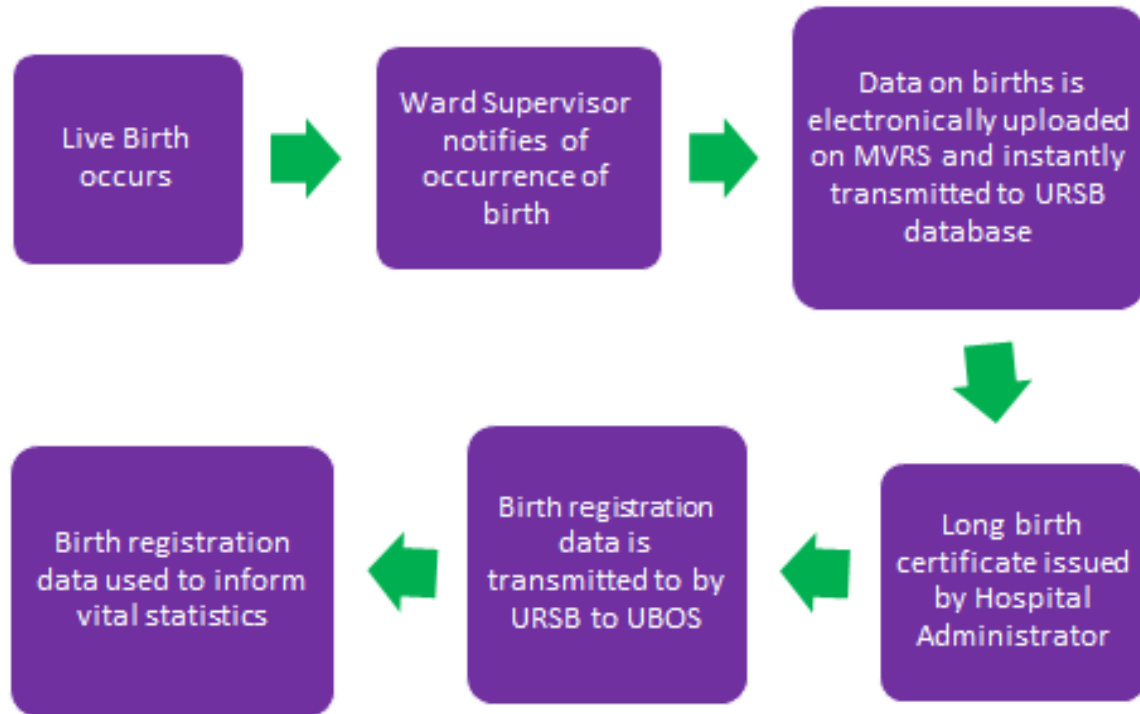 Live Birth
occurs
Ward Supervisor
notifies of
occurrence of
birth
Data on births is
electronically uploaded
on MVRS and instantly
transmitted to URSB
database
Long birth
certificate issued
by Hospital
Administrator
Birth registration
data is
transmitted to by
URSB to UBOS
Birth registration
data used to inform
vital statistics